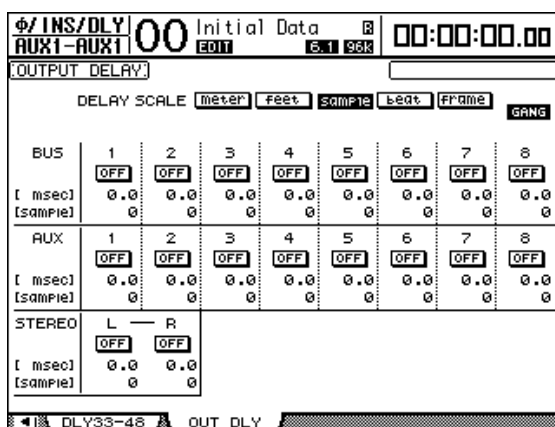 Φ/INS/DLY 00 Initial Data R 00:00:00.00
AUX1-AUX1 EDIT 6.1 96k
OUTPUT DELAY
DELAY SCALE meter feet sample beat frame GANG
BUS 1 2 3 4 5 6 7 8
OFF OFF OFF OFF OFF OFF OFF OFF
[ msec] 0.0 0.0 0.0 0.0 0.0 0.0 0.0 0.0
[sample] 0 0 0 0 0 0 0 0
AUX 1 2 3 4 5 6 7 8
OFF OFF OFF OFF OFF OFF OFF OFF
[ msec] 0.0 0.0 0.0 0.0 0.0 0.0 0.0 0.0
[sample] 0 0 0 0 0 0 0 0
STEREO L — R
OFF OFF
[ msec] 0.0 0.0
[sample] 0 0
DLY33-48 OUT DLY